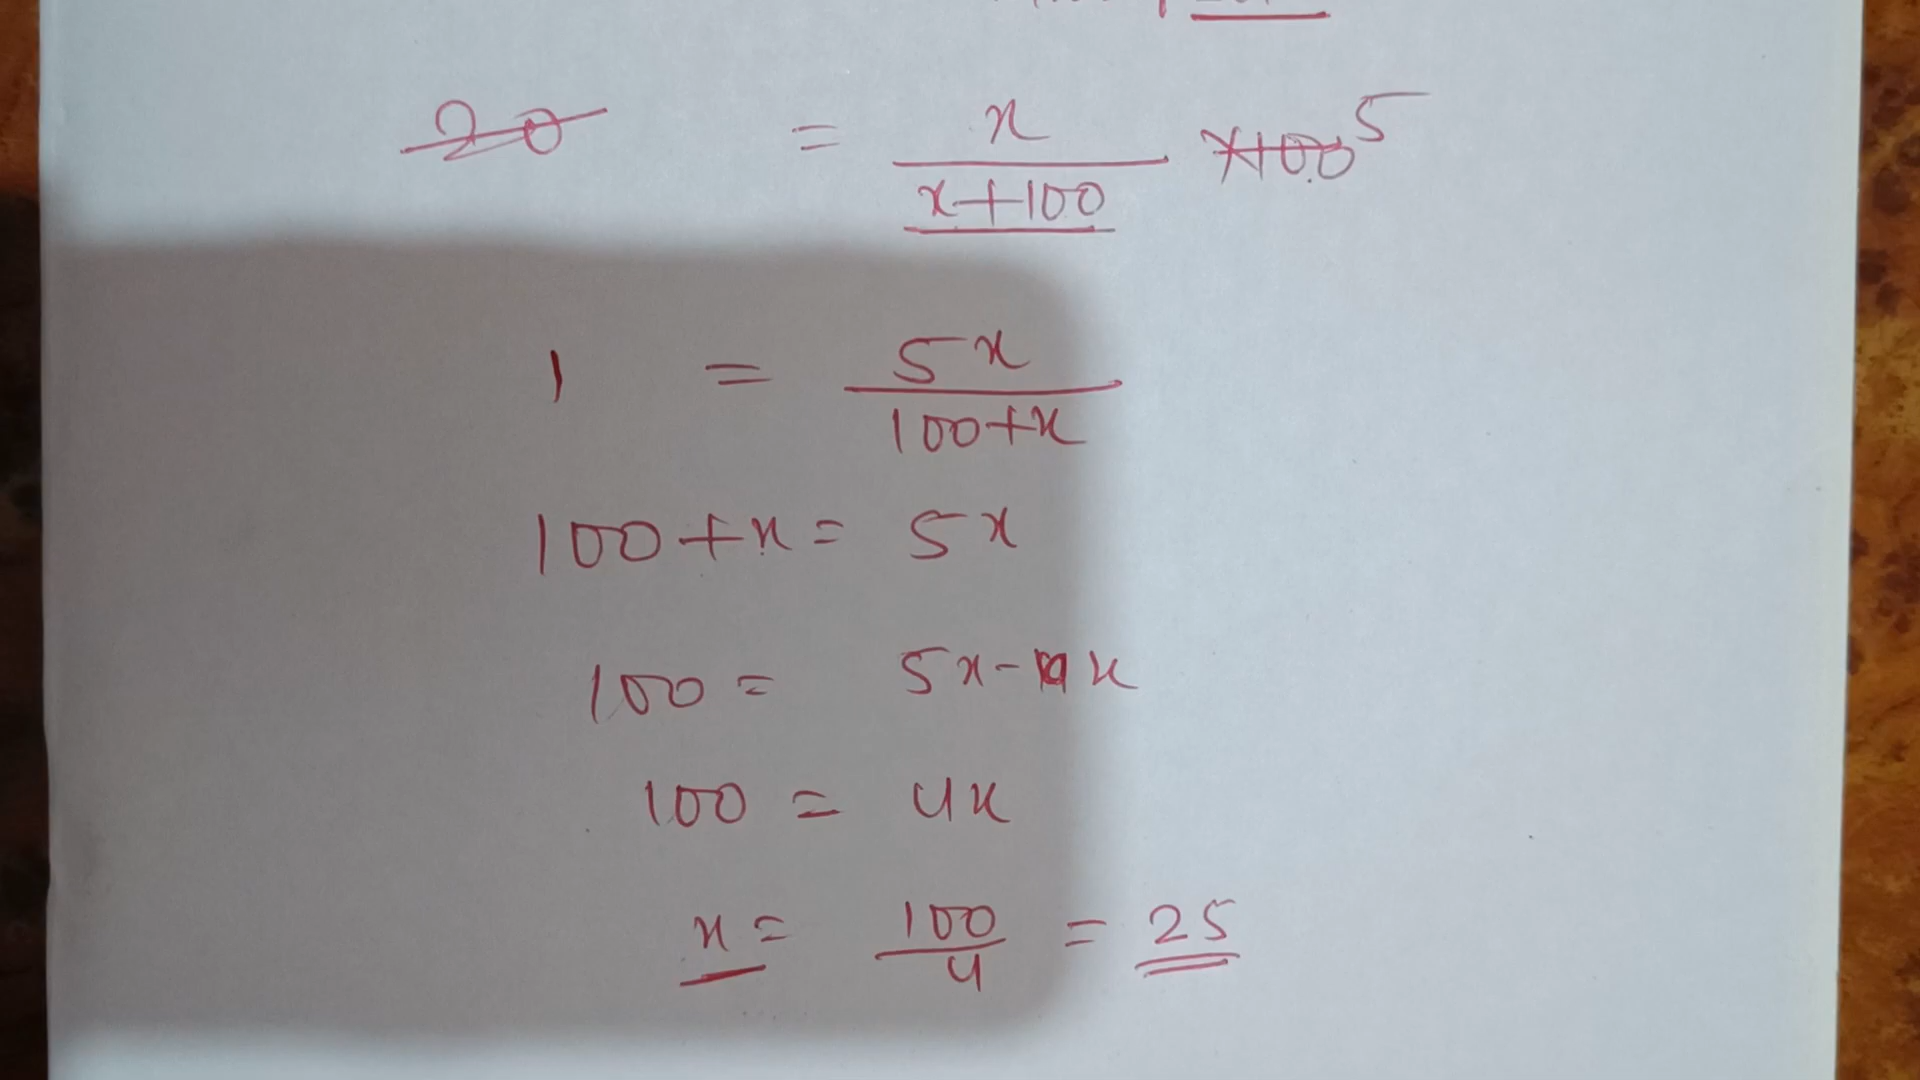 20 = x/(x+100) ×100 5
1 = 5x/(100+x)
100+x = 5x
100 = 5x-x
100 = 4x
x = 100/4 = 25